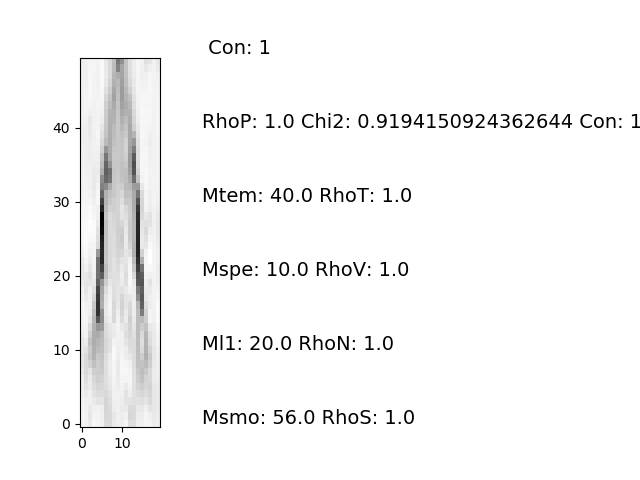 Con: 1
RhoP: 1.0 Chi2: 0.9194150924362644 Con: 1
Mtem: 40.0 RhoT: 1.0
Mspe: 10.0 RhoV: 1.0
Ml1: 20.0 RhoN: 1.0
Msmo: 56.0 RhoS: 1.0
40
30
20
10
0
0 10